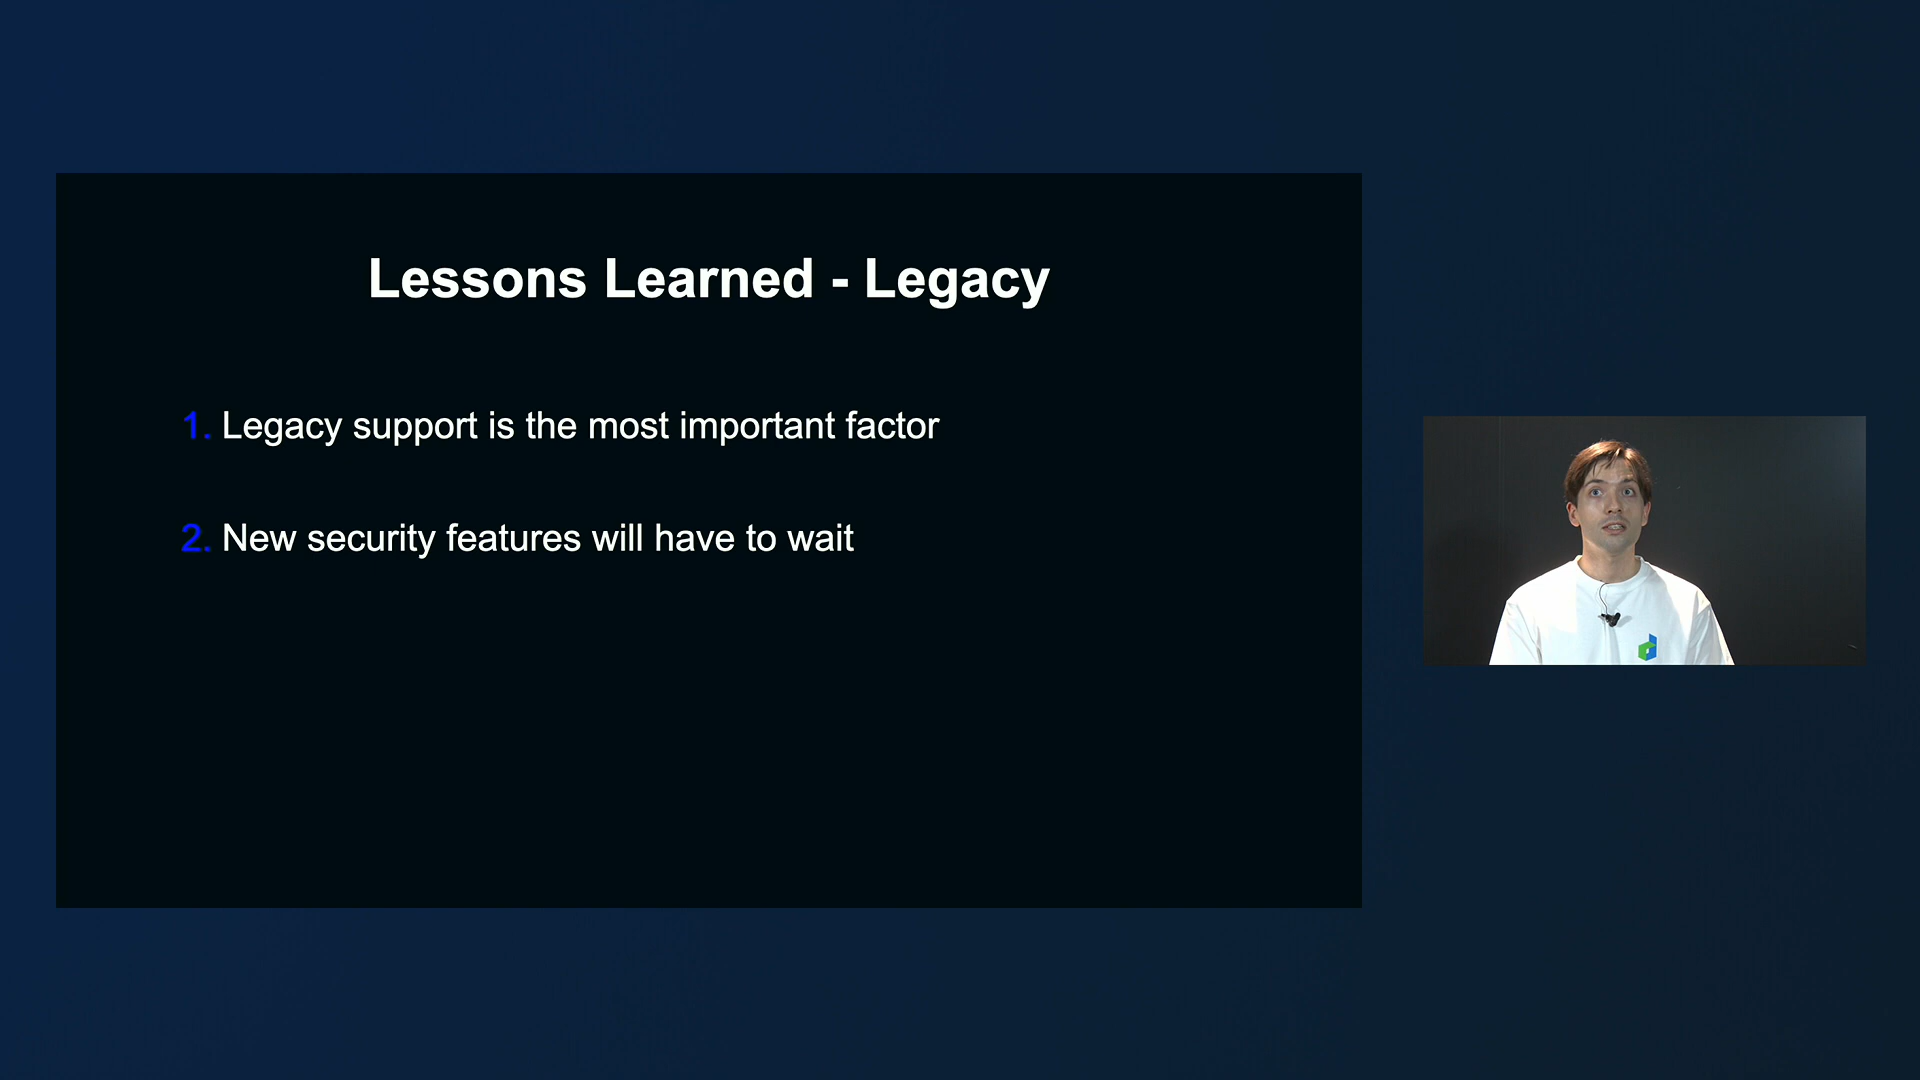 Lessons Learned - Legacy
1. Legacy support is the most important factor
2. New security features will have to wait